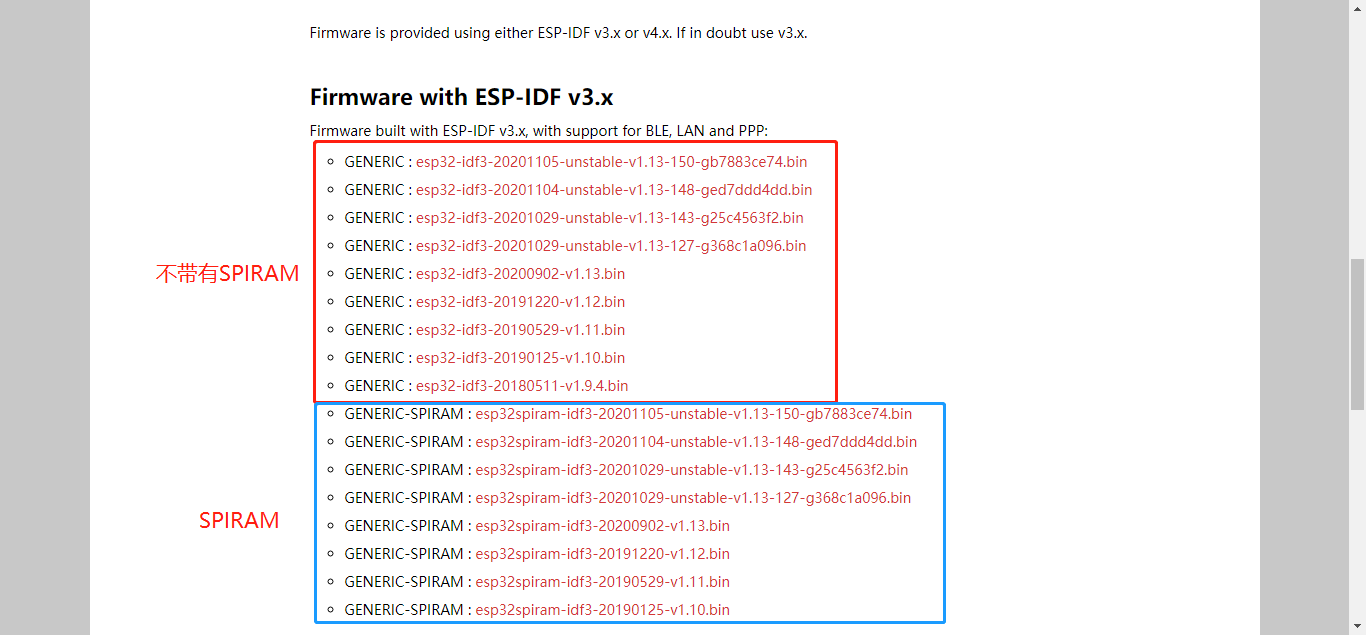 Firmware is provided using either ESP-IDF v3.x or v4.x. If in doubt use v3.x.
Firmware with ESP-IDF v3.x
Firmware built with ESP-IDF v3.x, with support for BLE, LAN and PPP:
GENERIC : esp32-idf3-20201105-unstable-v1.13-150-gb7883ce74.bin
GENERIC : esp32-idf3-20201104-unstable-v1.13-148-ged7ddd4dd.bin
GENERIC : esp32-idf3-20201029-unstable-v1.13-143-g25c4563f2.bin
GENERIC : esp32-idf3-20201029-unstable-v1.13-127-g368c1a096.bin
不带有SPIRAM
GENERIC : esp32-idf3-20200902-v1.13.bin
GENERIC : esp32-idf3-20191220-v1.12.bin
GENERIC : esp32-idf3-20190529-v1.11.bin
GENERIC : esp32-idf3-20190125-v1.10.bin
GENERIC : esp32-idf3-20180511-v1.9.4.bin
GENERIC-SPIRAM : esp32spiram-idf3-20201105-unstable-v1.13-150-gb7883ce74.bin
GENERIC-SPIRAM : esp32spiram-idf3-20201104-unstable-v1.13-148-ged7ddd4dd.bin
GENERIC-SPIRAM : esp32spiram-idf3-20201029-unstable-v1.13-143-g25c4563f2.bin
GENERIC-SPIRAM : esp32spiram-idf3-20201029-unstable-v1.13-127-g368c1a096.bin
SPIRAM
GENERIC-SPIRAM : esp32spiram-idf3-20200902-v1.13.bin
GENERIC-SPIRAM : esp32spiram-idf3-20191220-v1.12.bin
GENERIC-SPIRAM : esp32spiram-idf3-20190529-v1.11.bin
GENERIC-SPIRAM : esp32spiram-idf3-20190125-v1.10.bin